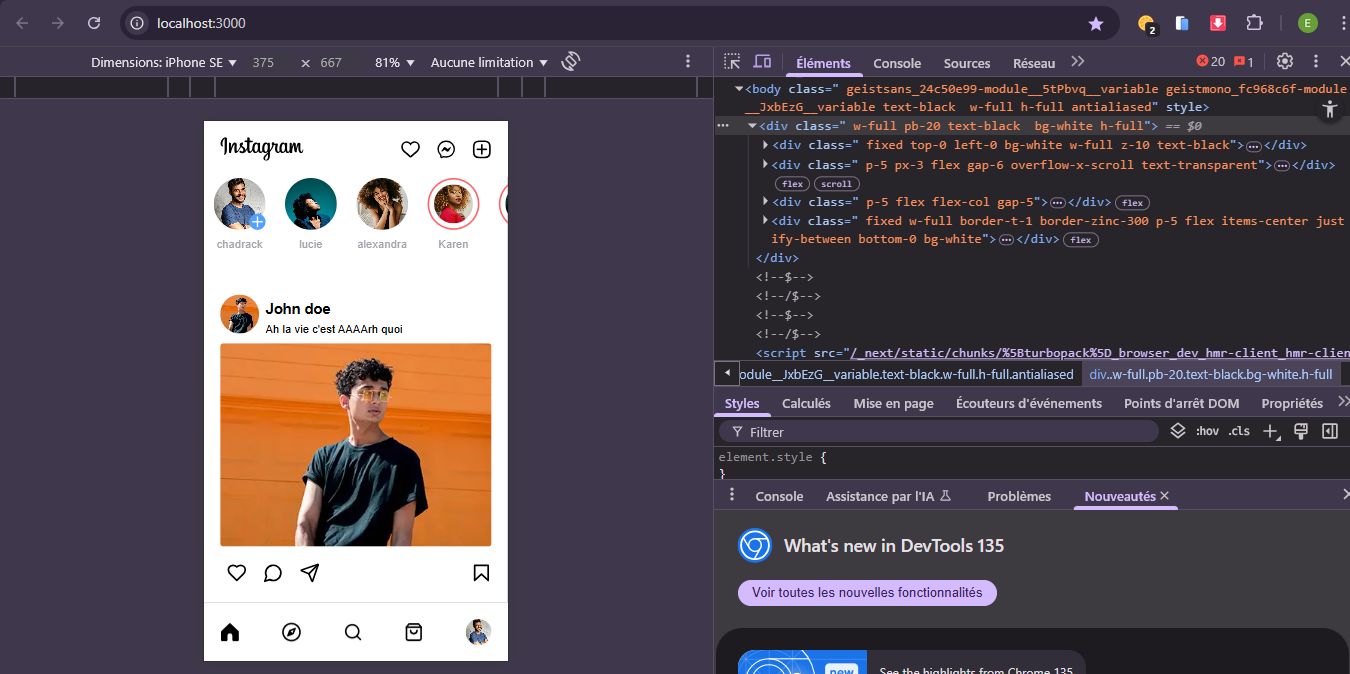 localhost:3000
2
E
Dimensions: iPhone SE ▼ 375 × 667 81% ▼ Aucune limitation ▼
Éléments Console Sources Réseau 20 1
<body class=" geistsans_24c50e99-module__5tPbvq__variable geistmono_fc968c6f-module
__JxbEzG__variable text-black  w-full h-full antialiased" style>
<div class=" w-full pb-20 text-black  bg-white h-full"> == $0
<div class=" fixed top-0 left-0 bg-white w-full z-10 text-black">…</div>
<div class=" p-5 px-3 flex gap-6 overflow-x-scroll text-transparent">…</div>
flex scroll
<div class=" p-5 flex flex-col gap-5">…</div> flex
<div class=" fixed w-full border-t-1 border-zinc-300 p-5 flex items-center just
ify-between bottom-0 bg-white">…</div> flex
</div>
<!--$-->
<!--/$-->
<!--$-->
<!--/$-->
<script src="/_next/static/chunks/%5Bturbopack%5D_browser_dev_hmr-client_hmr-clien
odule__JxbEzG__variable.text-black.w-full.h-full.antialiased div..w-full.pb-20.text-black.bg-white.h-full
Styles Calculés Mise en page Écouteurs d'événements Points d'arrêt DOM Propriétés
Filtrer :hov .cls
element.style {
}
Console Assistance par l'IA Problèmes Nouveautés
What's new in DevTools 135
Voir toutes les nouvelles fonctionnalités
new
See the highlights from Chrome 135
Instagram
chadrack lucie alexandra Karen
John doe
Ah la vie c'est AAAArh quoi